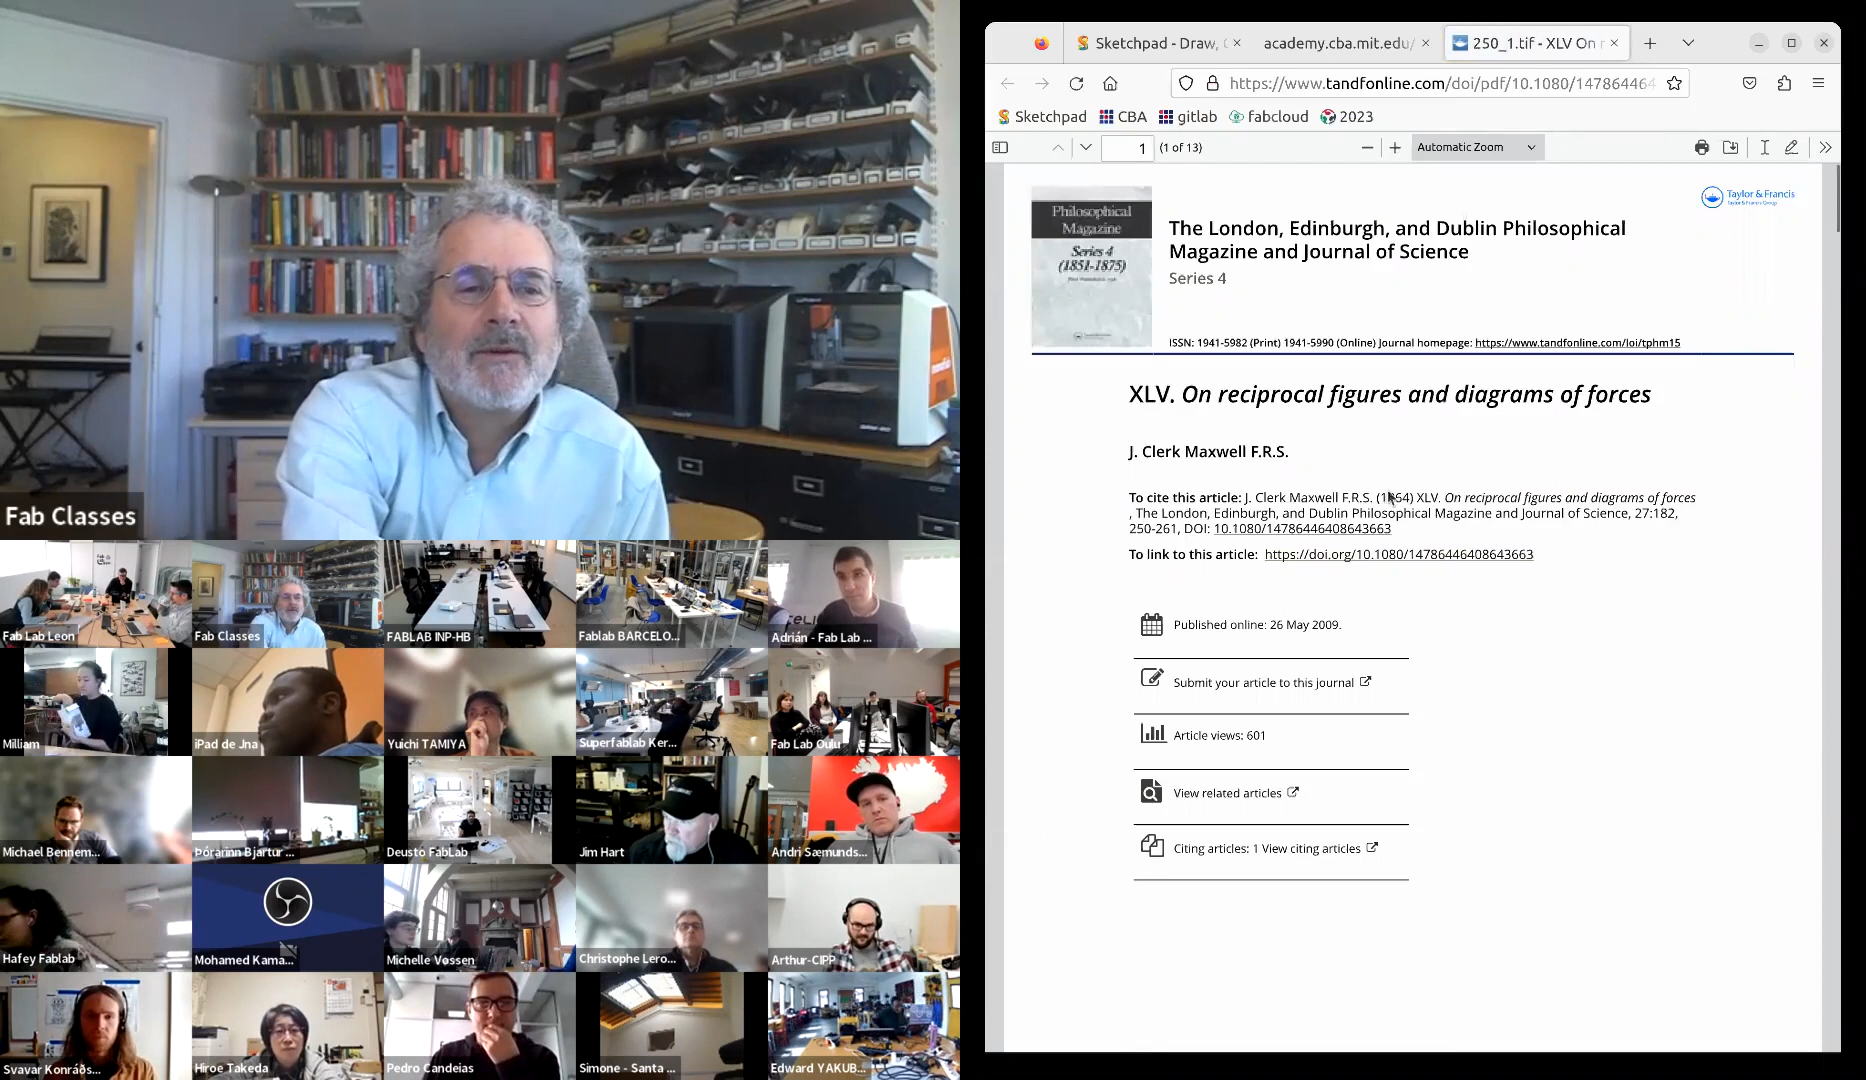 Fab Classes
Fab Lab Leon
Fab Classes
FABLAB INP-HB
Fablab BARCELO...
Adrián - Fab Lab ...
Milliam
iPad de Jna
Yuichi TAMIYA
Superfablab Ker...
Fab Lab Oulu
Michael Bennem...
Þórarinn Bjartur ...
Deusto FabLab
Jim Hart
Andri Sæmunds...
Hafey Fablab
Mohamed Kama...
Michelle Vossen
Christophe Lero...
Arthur-CIPP
Svavar Konráðs...
Hiroe Takeda
Pedro Candeias
Simone - Santa ...
Edward YAKUB...
Sketchpad - Draw, academy.cba.mit.edu/ 250_1.tif - XLV On r
https://www.tandfonline.com/doi/pdf/10.1080/147864464
Sketchpad CBA gitlab fabcloud 2023
1 (1 of 13) Automatic Zoom
Philosophical
Magazine
Series 4
(1851-1875)
Taylor & Francis
Taylor & Francis Group
The London, Edinburgh, and Dublin Philosophical
Magazine and Journal of Science
Series 4
ISSN: 1941-5982 (Print) 1941-5990 (Online) Journal homepage: https://www.tandfonline.com/loi/tphm15
XLV. On reciprocal figures and diagrams of forces
J. Clerk Maxwell F.R.S.
To cite this article: J. Clerk Maxwell F.R.S. (1864) XLV. On reciprocal figures and diagrams of forces
, The London, Edinburgh, and Dublin Philosophical Magazine and Journal of Science, 27:182,
250-261, DOI: 10.1080/14786446408643663
To link to this article: https://doi.org/10.1080/14786446408643663
Published online: 26 May 2009.
Submit your article to this journal
Article views: 601
View related articles
Citing articles: 1 View citing articles